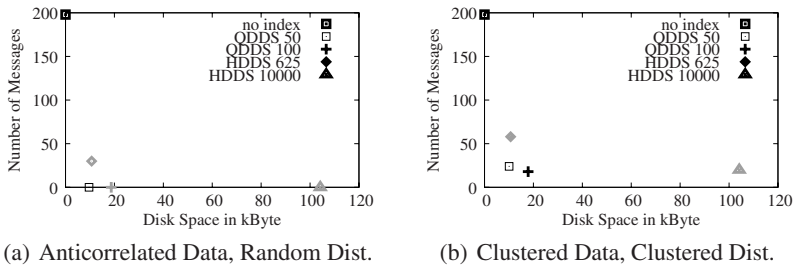 200
150
100
50
0
Number of Messages
no index
QDDS 50
QDDS 100
HDDS 625
HDDS 10000
0 20 40 60 80 100 120
Disk Space in kByte
(a) Anticorrelated Data, Random Dist.
200
150
100
50
0
Number of Messages
no index
QDDS 50
QDDS 100
HDDS 625
HDDS 10000
0 20 40 60 80 100 120
Disk Space in kByte
(b) Clustered Data, Clustered Dist.